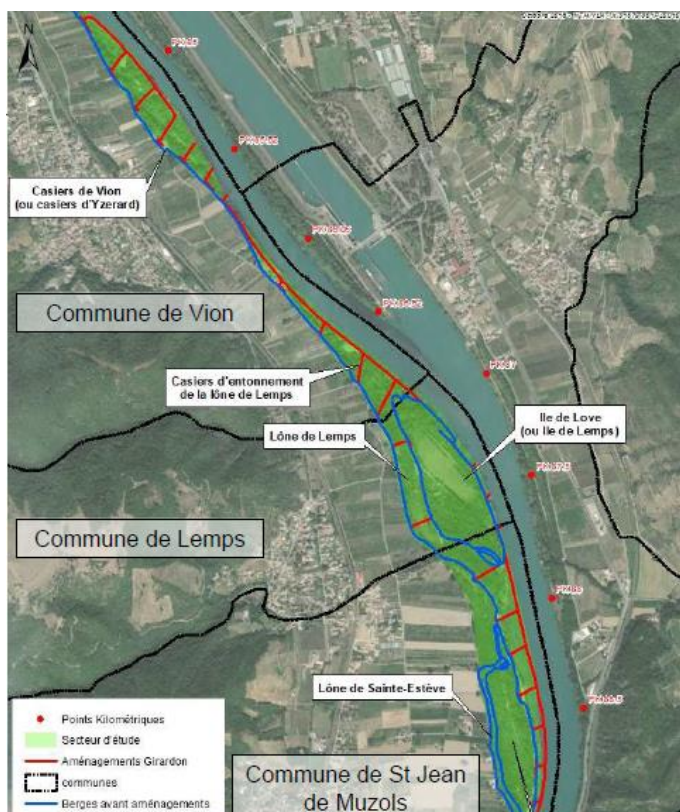 N
Casiers de Vion
(ou casiers d'Yzerard)
Commune de Vion
Casiers d'entonnement
de la lône de Lemps
Ile de Love
(ou Ile de Lemps)
Lône de Lemps
Commune de Lemps
Lône de Sainte-Estève
Commune de St Jean
de Muzols
Points Kilométriques
Secteur d'étude
Aménagements Girardon
communes
Berges avant aménagements